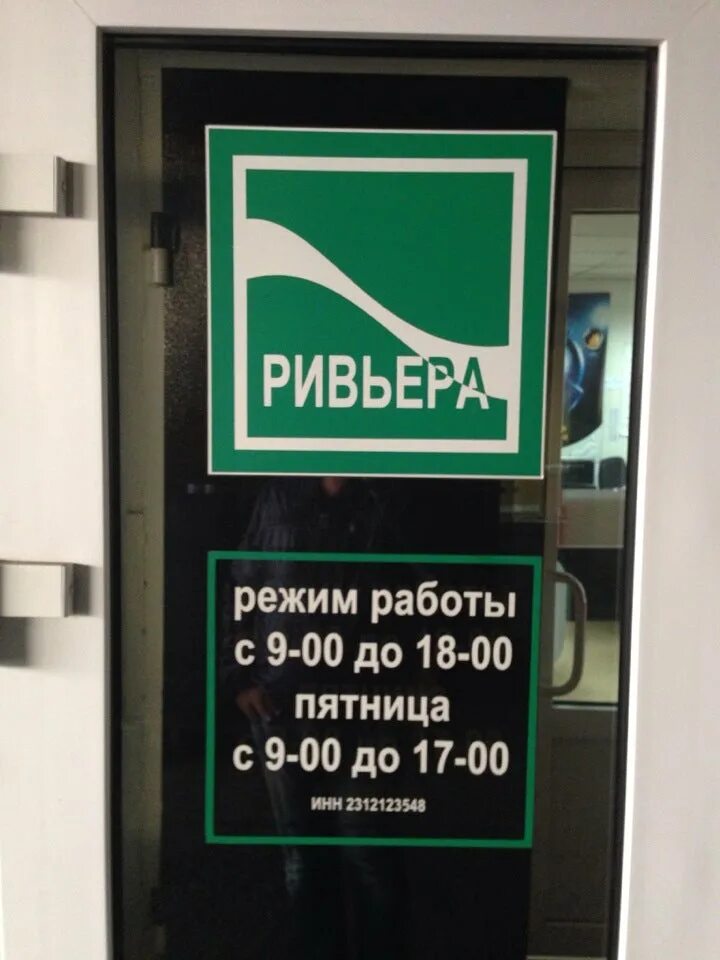 РИВЬЕРА
режим работы
с 9-00 до 18-00
пятница
с 9-00 до 17-00
ИНН 2312123548